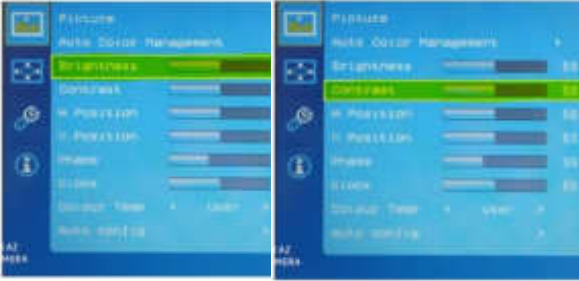 Picture
Auto Color Management
Brightness
Contrast
H Position
V Position
Phase
Clock
Colour Temp < User >
Auto config >
Picture
Auto Color Management >
Brightness
Contrast
H Position
V Position
Phase
Clock
Colour Temp < User >
Auto config >